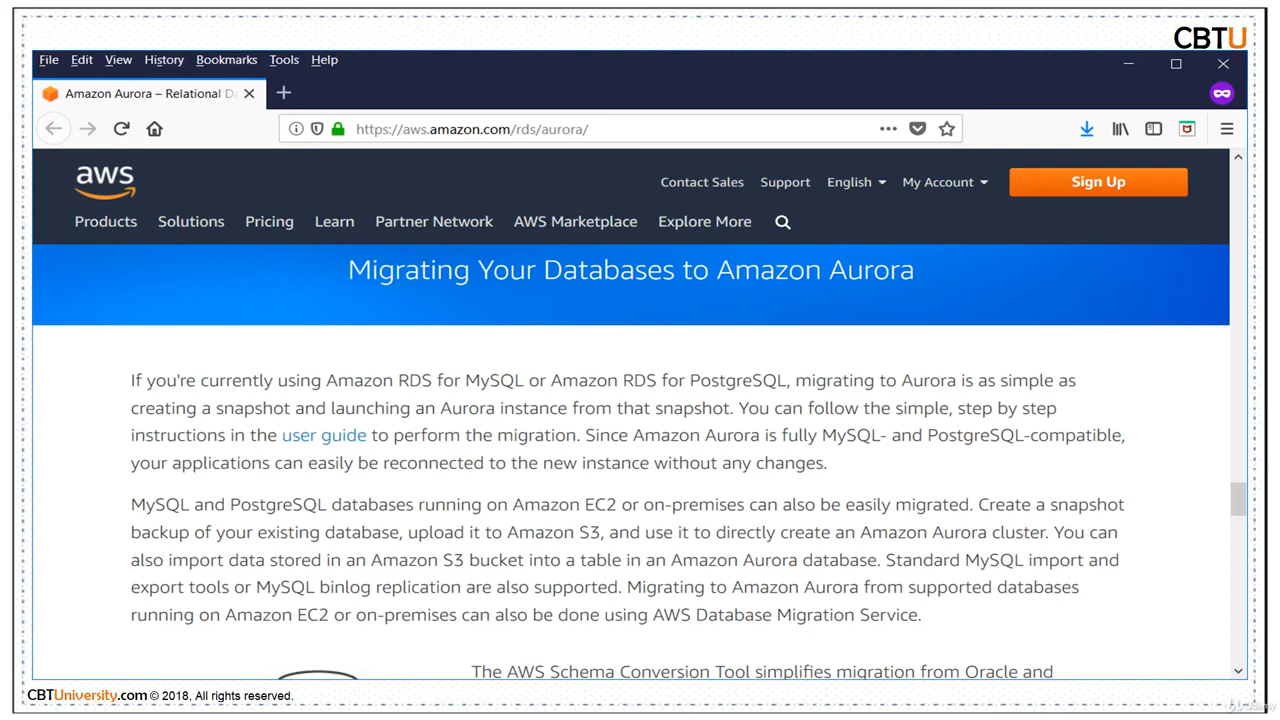 CBTU
File Edit View History Bookmarks Tools Help
Amazon Aurora – Relational Da
https://aws.amazon.com/rds/aurora/
aws
Contact Sales Support English My Account Sign Up
Products Solutions Pricing Learn Partner Network AWS Marketplace Explore More
Migrating Your Databases to Amazon Aurora
If you're currently using Amazon RDS for MySQL or Amazon RDS for PostgreSQL, migrating to Aurora is as simple as
creating a snapshot and launching an Aurora instance from that snapshot. You can follow the simple, step by step
instructions in the user guide to perform the migration. Since Amazon Aurora is fully MySQL- and PostgreSQL-compatible,
your applications can easily be reconnected to the new instance without any changes.
MySQL and PostgreSQL databases running on Amazon EC2 or on-premises can also be easily migrated. Create a snapshot
backup of your existing database, upload it to Amazon S3, and use it to directly create an Amazon Aurora cluster. You can
also import data stored in an Amazon S3 bucket into a table in an Amazon Aurora database. Standard MySQL import and
export tools or MySQL binlog replication are also supported. Migrating to Amazon Aurora from supported databases
running on Amazon EC2 or on-premises can also be done using AWS Database Migration Service.
The AWS Schema Conversion Tool simplifies migration from Oracle and
CBTUniversity.com © 2018, All rights reserved.